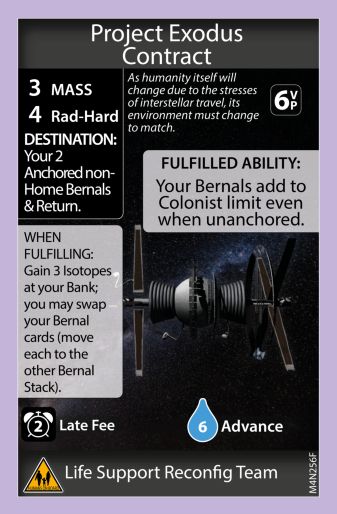 Project Exodus
Contract
3 MASS
4 Rad-Hard
DESTINATION:
Your 2
Anchored non-
Home Bernals
& Return.
As humanity itself will
change due to the stresses
of interstellar travel, its
environment must change
to match.
6 VP
FULFILLED ABILITY:
Your Bernals add to
Colonist limit even
when unanchored.
WHEN
FULFILLING:
Gain 3 Isotopes
at your Bank;
you may swap
your Bernal
cards (move
each to the
other Bernal
Stack).
2 Late Fee
6 Advance
Life Support Reconfig Team
M4N256F